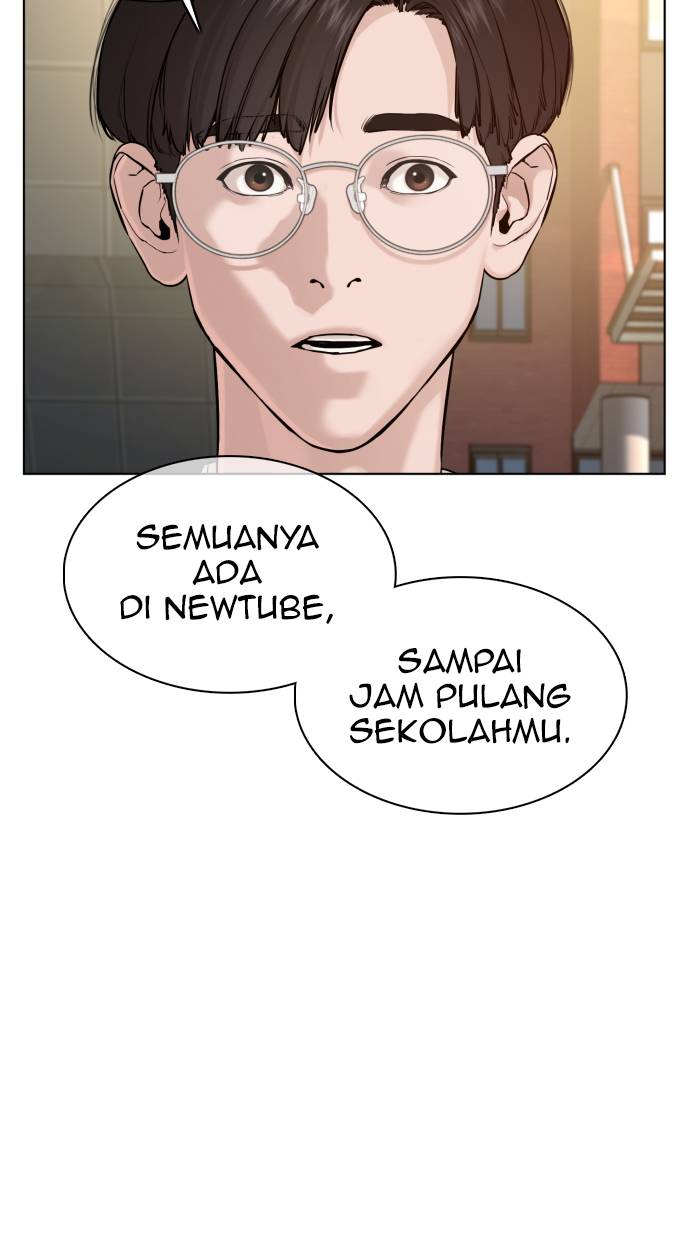 SEMUANYA
ADA
DI NEWTUBE,
SAMPAI
JAM PULANG
SEKOLAHMU.